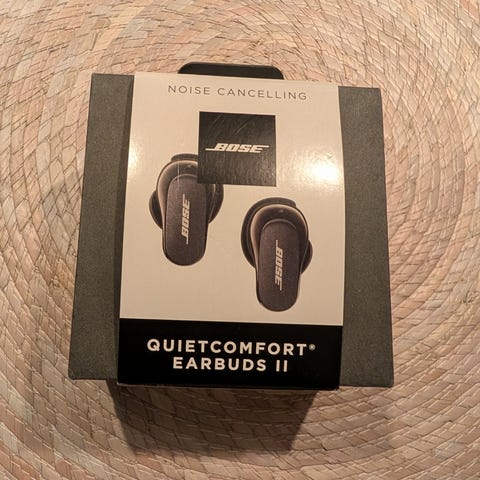 NOISE CANCELLING
BOSE
BOSE
BOSE
QUIETCOMFORT®
EARBUDS II